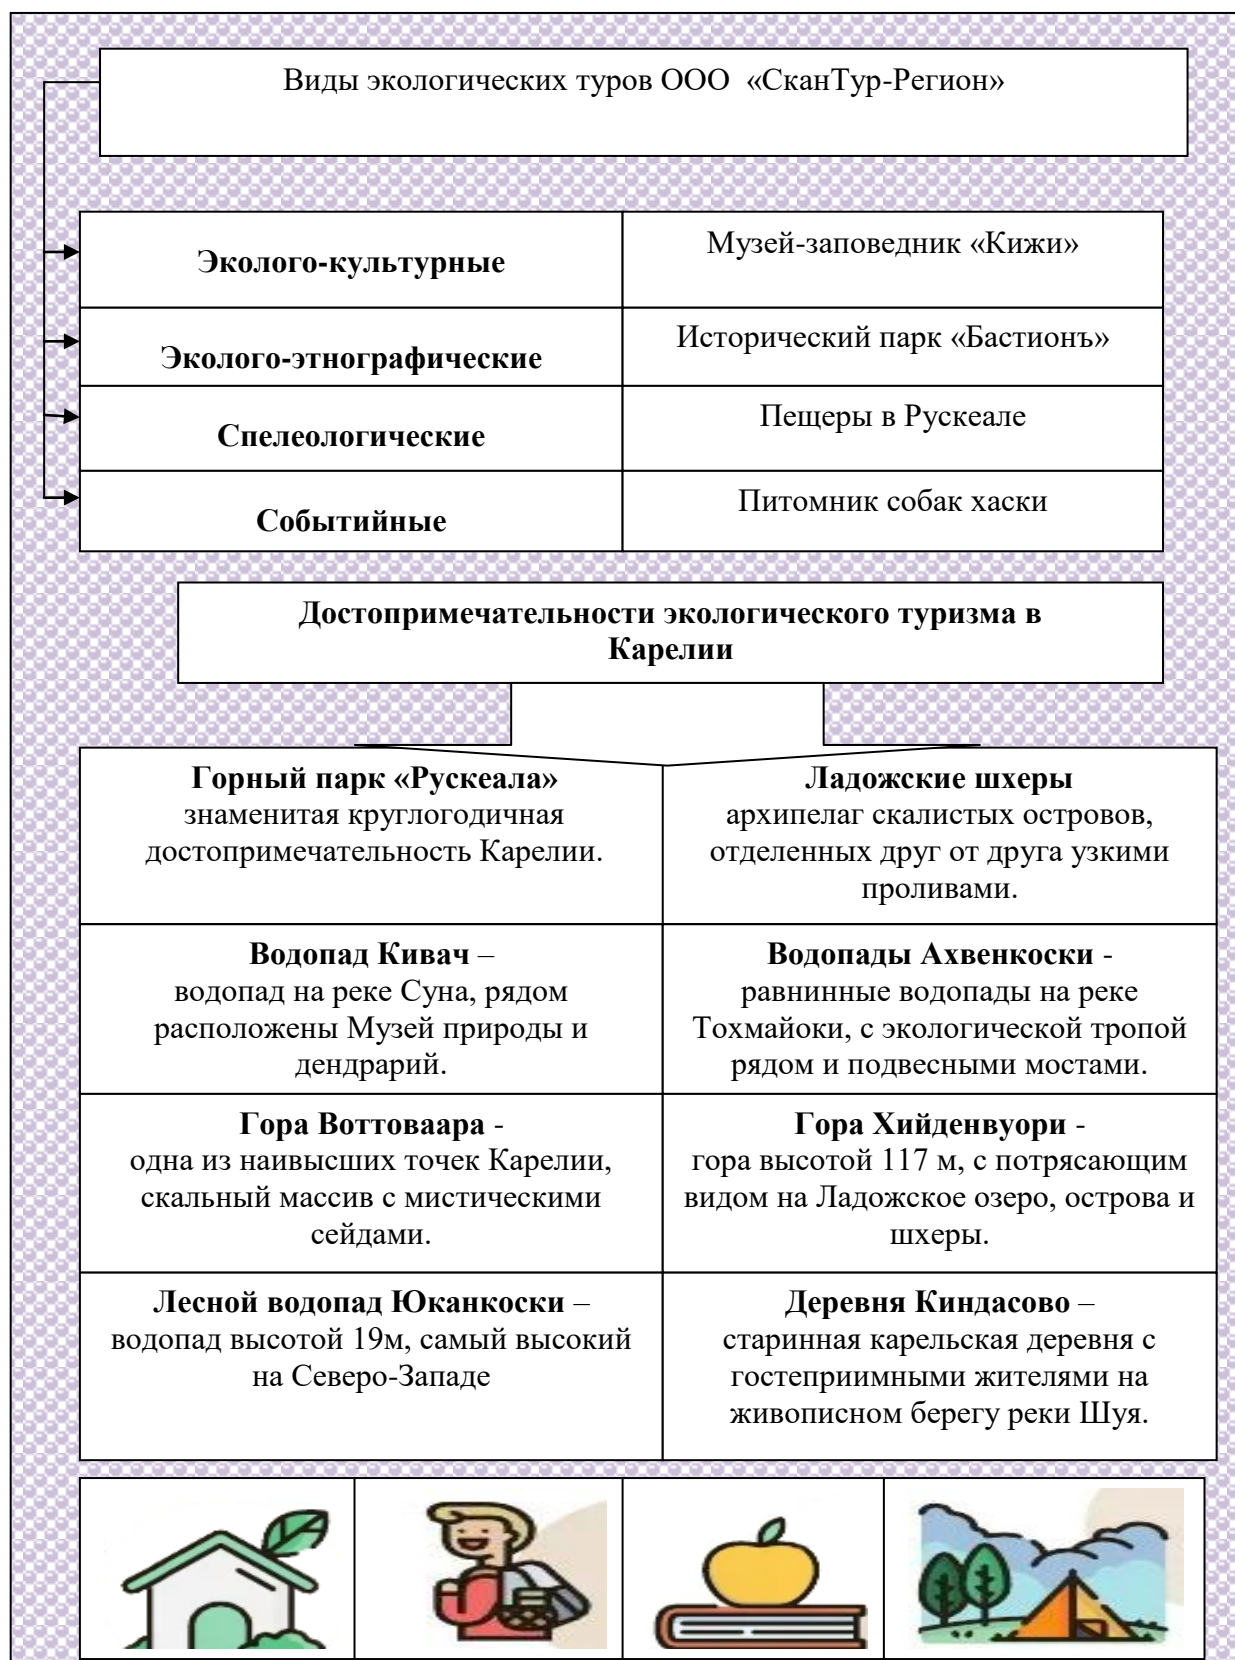 Виды экологических туров ООО «СканТур-Регион»
Эколого-культурные
Музей-заповедник «Кижи»
Эколого-этнографические
Исторический парк «Бастионъ»
Спелеологические
Пещеры в Рускеале
Событийные
Питомник собак хаски
Достопримечательности экологического туризма в
Карелии
Горный парк «Рускеала»
знаменитая круглогодичная
достопримечательность Карелии.
Ладожские шхеры
архипелаг скалистых островов,
отделенных друг от друга узкими
проливами.
Водопад Кивач –
водопад на реке Суна, рядом
расположены Музей природы и
дендрарий.
Водопады Ахвенкоски -
равнинные водопады на реке
Тохмайоки, с экологической тропой
рядом и подвесными мостами.
Гора Воттоваара -
одна из наивысших точек Карелии,
скальный массив с мистическими
сейдами.
Гора Хийденвуори -
гора высотой 117 м, с потрясающим
видом на Ладожское озеро, острова и
шхеры.
Лесной водопад Юканкоски –
водопад высотой 19м, самый высокий
на Северо-Западе
Деревня Киндасово –
старинная карельская деревня с
гостеприимными жителями на
живописном берегу реки Шуя.